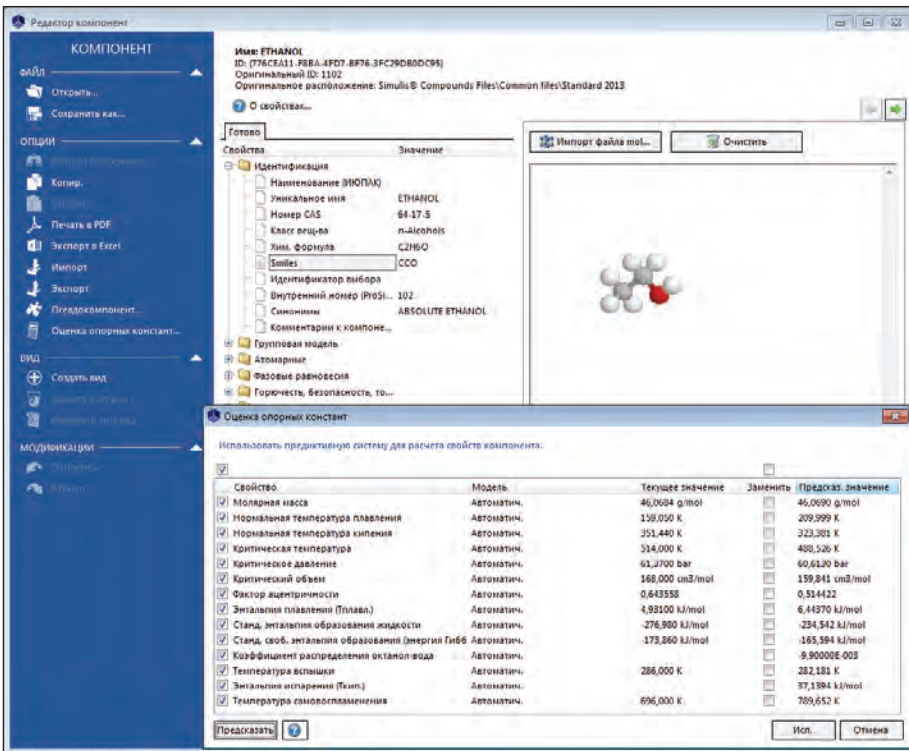 Редактор компонент
КОМПОНЕНТ
ФАЙЛ
Открыть...
Сохранить как...
ОПЦИИ
Копир.
Печать в PDF
Экспорт в Excel
Импорт
Экспорт
Псевдокомпонент...
Оценка опорных констант...
ВИД
Создать вид
МОДИФИКАЦИИ
Имя: ETHANOL
ID: {776CEA11-F8BA-4FD7-BF76-3FC29DB0DC95}
Оригинальный ID: 1102
Оригинальное расположение: Simulis® Compounds Files\Common files\Standard 2013
О свойствах...
Готово
Свойства Значение
Идентификация
Наименование (ИЮПАК)
Уникальное имя ETHANOL
Номер CAS 64-17-5
Класс вещ-ва n-Alcohols
Хим. формула C2H6O
Smiles CCO
Идентификатор выбора
Внутренний номер (ProSi... 102
Синонимы ABSOLUTE ETHANOL
Комментарии к компоне...
Групповая модель
Атомарные
Фазовые равновесия
Горючесть, безопасность, то...
Импорт файла mol...
Очистить
Оценка опорных констант
Использовать предиктивную систему для расчета свойств компонента.
Свойство Модель Текущее значение Заменить Предсказ. значение
Молярная масса Автоматич. 46,0684 g/mol 46,0690 g/mol
Нормальная температура плавления Автоматич. 159,050 K 209,999 K
Нормальная температура кипения Автоматич. 351,440 K 323,381 K
Критическая температура Автоматич. 514,000 K 488,526 K
Критическое давление Автоматич. 61,3700 bar 60,6130 bar
Критический объем Автоматич. 168,000 cm3/mol 159,841 cm3/mol
Фактор ацентричности Автоматич. 0,643558 0,514422
Энтальпия плавления (Тплавл.) Автоматич. 4,93100 kJ/mol 6,44370 kJ/mol
Станд. энтальпия образования жидкости Автоматич. -276,980 kJ/mol -234,542 kJ/mol
Станд. своб. энтальпия образования (энергия Гибб Автоматич. -173,860 kJ/mol -165,594 kJ/mol
Коэффициент распределения октанол-вода Автоматич. -9,90000E-003
Температура вспышки Автоматич. 286,000 K 282,181 K
Энтальпия испарения (Ткип.) Автоматич. 37,1394 kJ/mol
Температура самовоспламенения Автоматич. 696,000 K 789,652 K
Предсказать
Исп.
Отмена